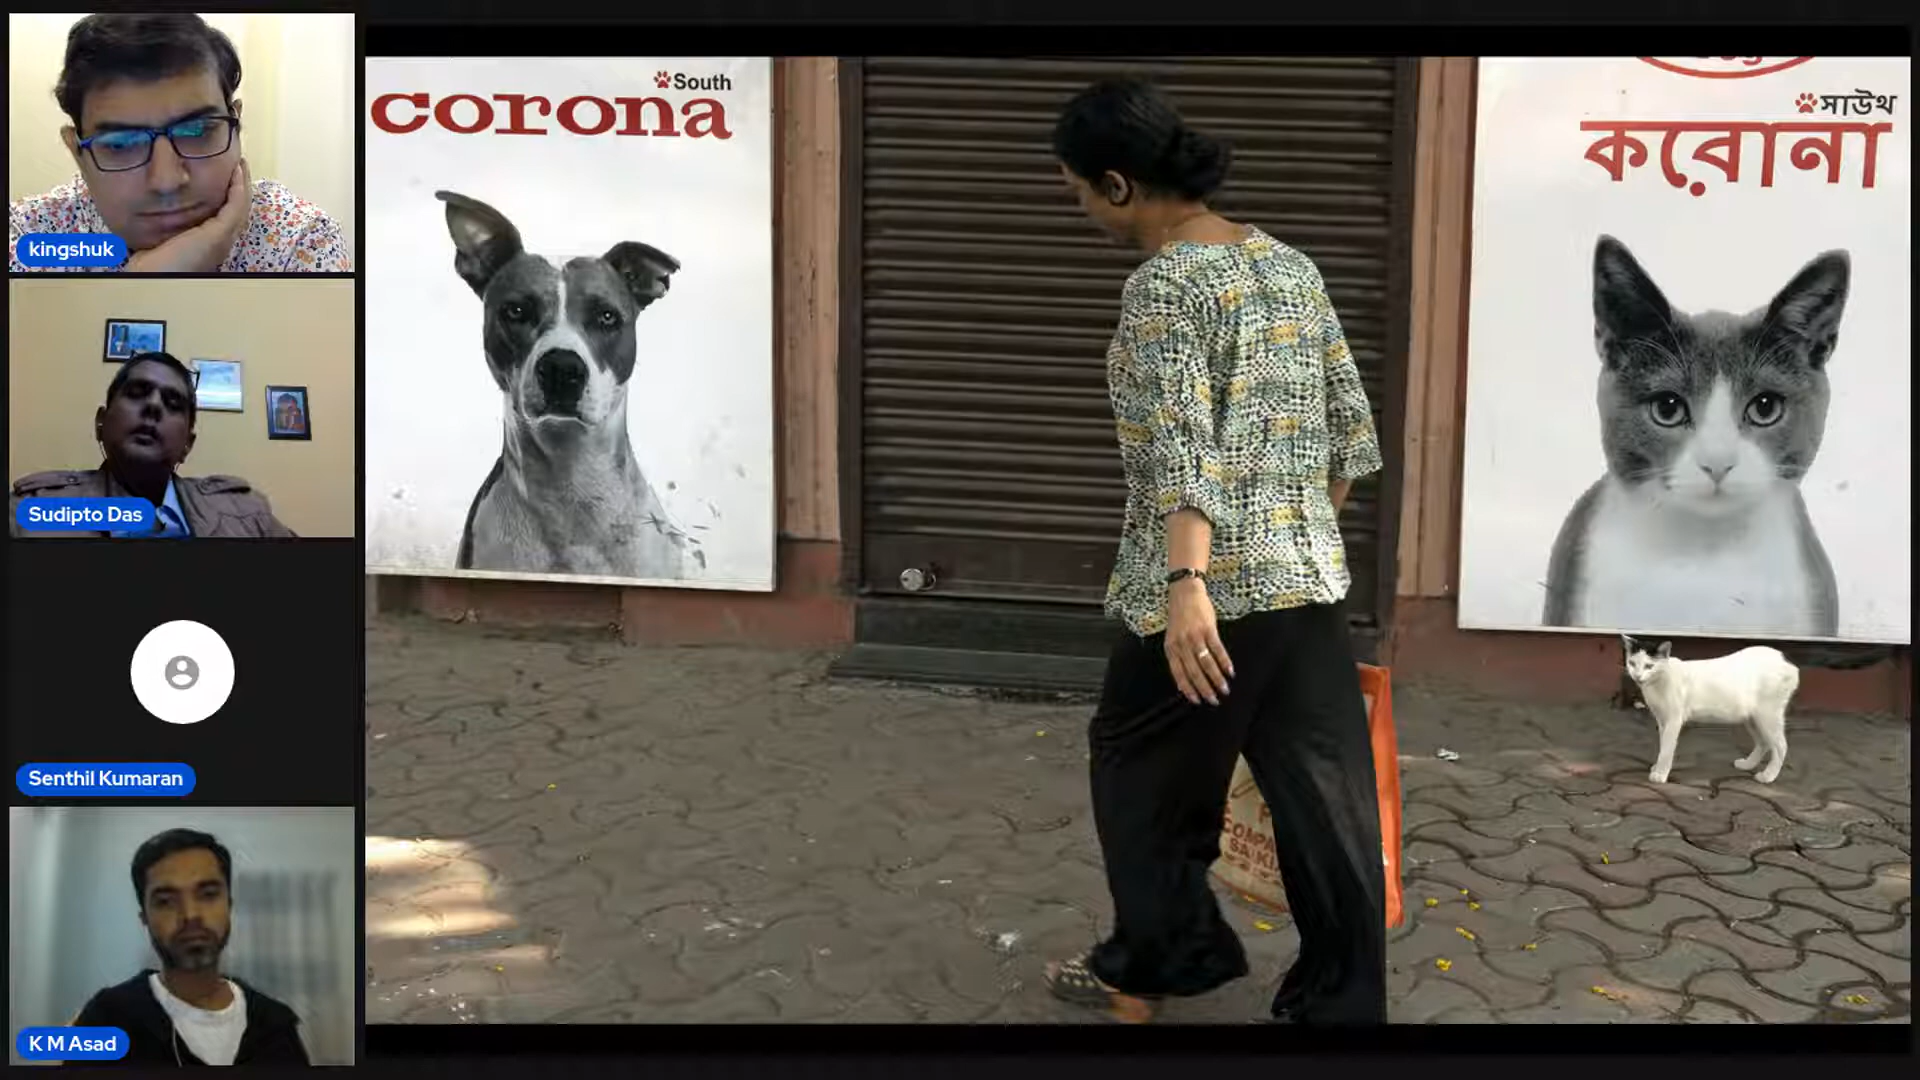 kingshuk
Sudipto Das
Senthil Kumaran
K M Asad
South
corona
সাউথ
করোনা